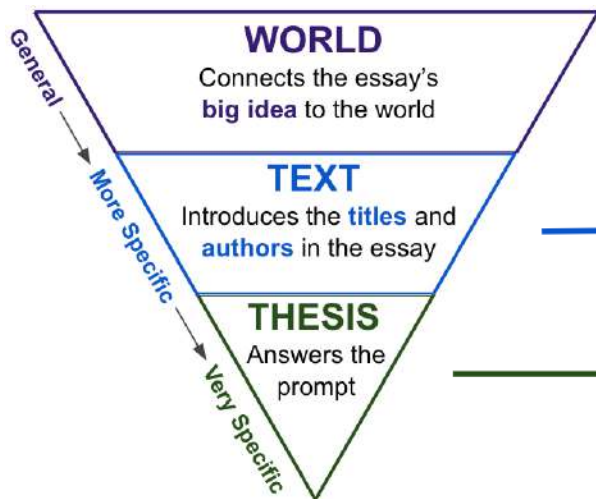 WORLD
Connects the essay's
big idea to the world
General
TEXT
Introduces the titles and
authors in the essay
More Specific
THESIS
Answers the
prompt
Very Specific